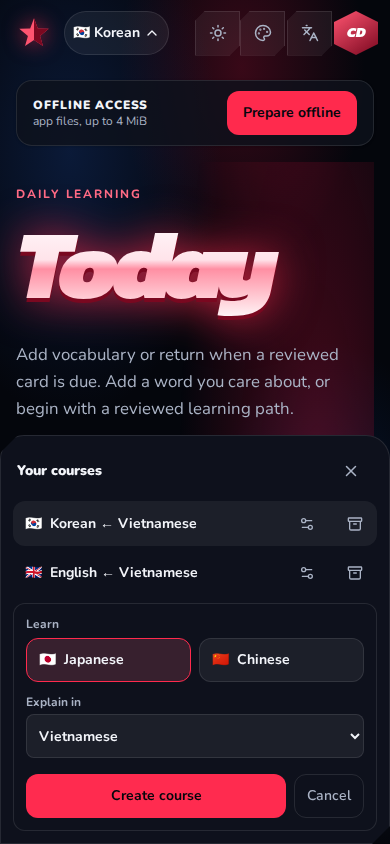 🇰🇷 Korean
CD
OFFLINE ACCESS
app files, up to 4 MiB
Prepare offline
DAILY LEARNING
Today
Add vocabulary or return when a reviewed
card is due. Add a word you care about, or
begin with a reviewed learning path.
Your courses
🇰🇷 Korean ← Vietnamese
🇬🇧 English ← Vietnamese
Learn
🇯🇵 Japanese
🇨🇳 Chinese
Explain in
Vietnamese
Create course
Cancel